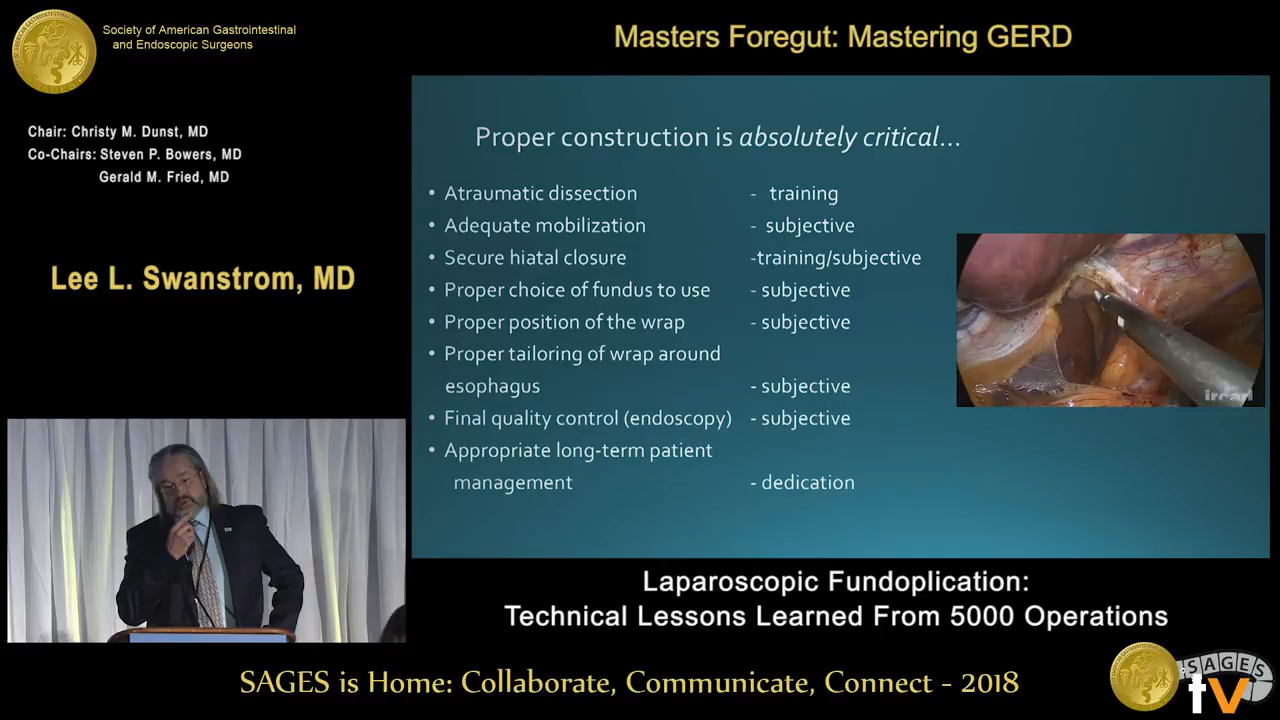 Society of American Gastrointestinal
and Endoscopic Surgeons
Masters Foregut: Mastering GERD
Chair: Christy M. Dunst, MD
Co-Chairs: Steven P. Bowers, MD
Gerald M. Fried, MD
Lee L. Swanstrom, MD
Proper construction is absolutely critical...
• Atraumatic dissection - training
• Adequate mobilization - subjective
• Secure hiatal closure -training/subjective
• Proper choice of fundus to use - subjective
• Proper position of the wrap - subjective
• Proper tailoring of wrap around
esophagus - subjective
• Final quality control (endoscopy) - subjective
• Appropriate long-term patient
management - dedication
ircad
Laparoscopic Fundoplication:
Technical Lessons Learned From 5000 Operations
SAGES is Home: Collaborate, Communicate, Connect - 2018
SAGES
tv